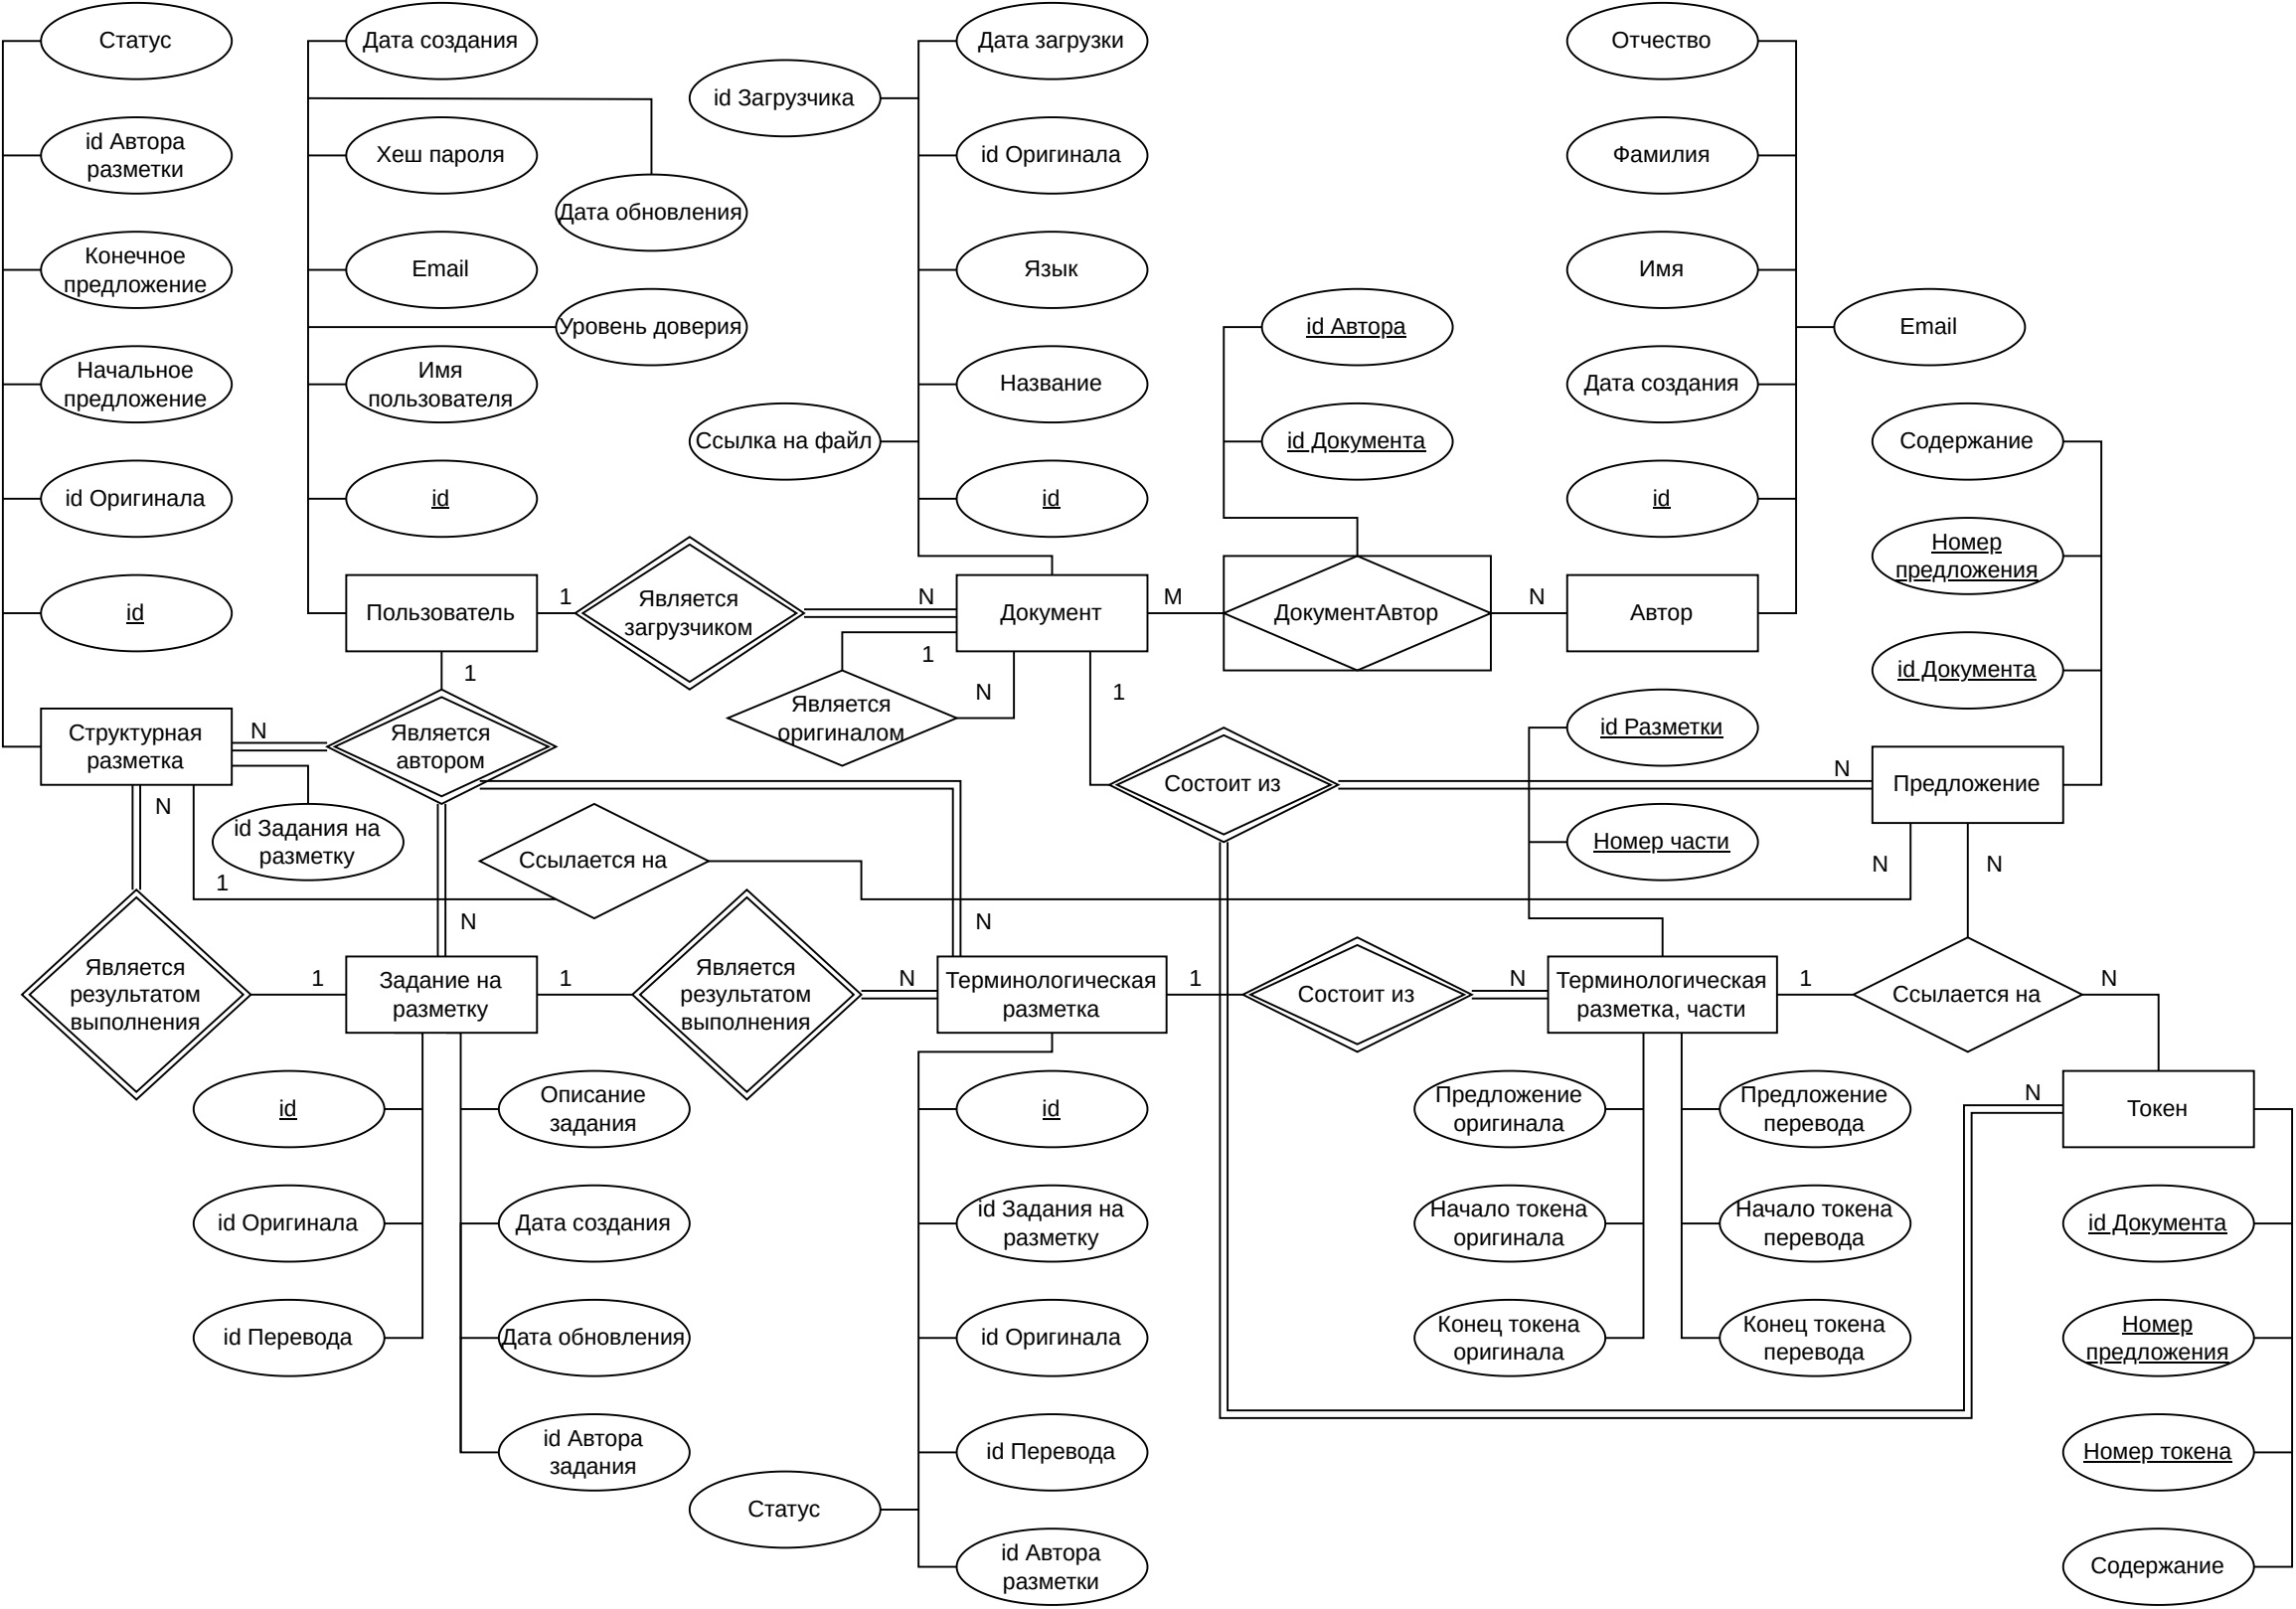 Статус
Дата создания
Дата загрузки
Отчество
id Загрузчика
id Автора
разметки
Хеш пароля
id Оригинала
Фамилия
Дата обновления
Конечное
предложение
Email
Язык
Имя
Уровень доверия
id Автора
Email
Начальное
предложение
Имя
пользователя
Название
Дата создания
Ссылка на файл
id Документа
Содержание
id Оригинала
id
id
id
Номер
предложения
id
Пользователь
1
Является
загрузчиком
N
Документ
M
ДокументАвтор
N
Автор
1
1
N
1
id Документа
Является
оригиналом
Структурная
разметка
N
Является
автором
id Разметки
Состоит из
N
Предложение
N
id Задания на
разметку
Ссылается на
Номер части
N
N
1
N
N
Является
результатом
выполнения
1
Задание на
разметку
1
Является
результатом
выполнения
N
Терминологическая
разметка
1
Состоит из
N
Терминологическая
разметка, части
1
Ссылается на
N
id
Описание
задания
id
Предложение
оригинала
Предложение
перевода
N
Токен
id Оригинала
Дата создания
id Задания на
разметку
Начало токена
оригинала
Начало токена
перевода
id Документа
id Перевода
Дата обновления
id Оригинала
Конец токена
оригинала
Конец токена
перевода
Номер
предложения
id Автора
задания
id Перевода
Номер токена
Статус
id Автора
разметки
Содержание